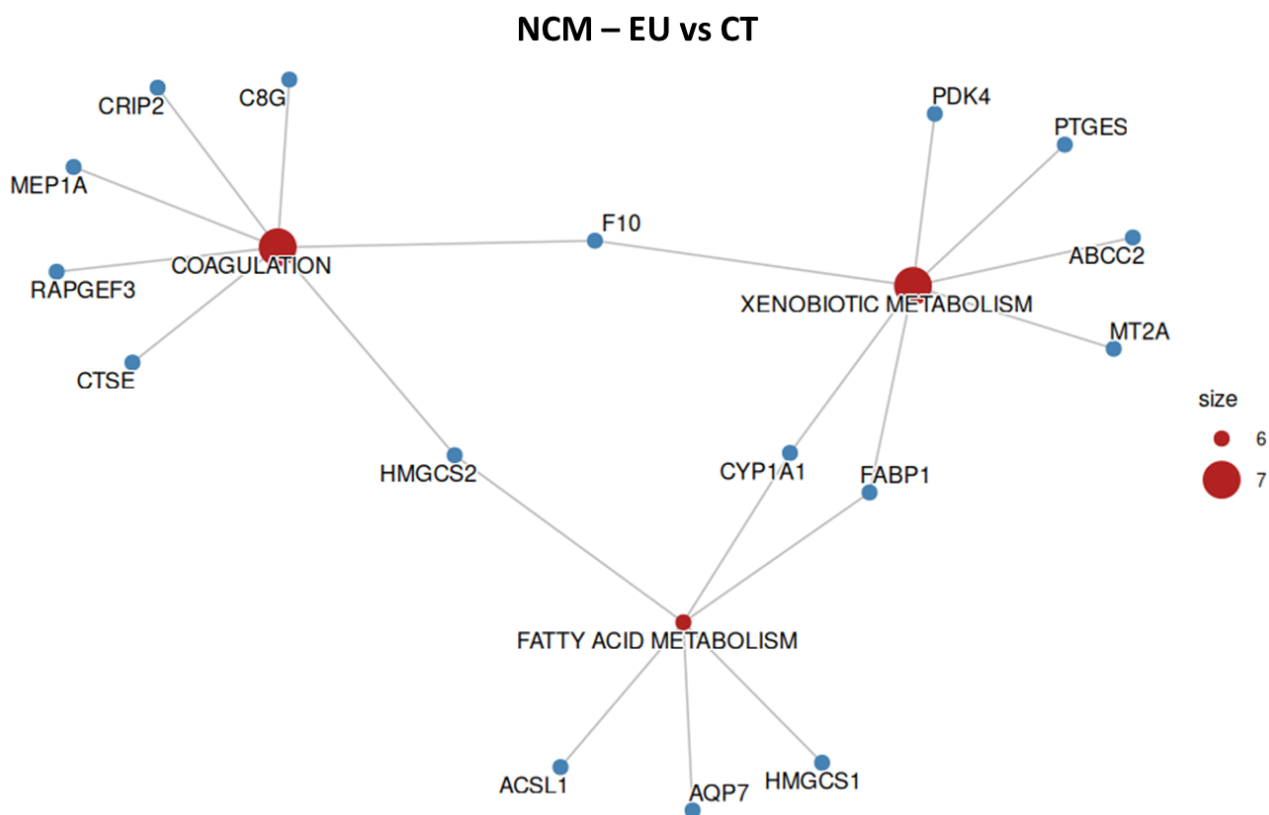 NCM – EU vs CT
CRIP2
C8G
PDK4
PTGES
MEP1A
F10
ABCC2
COAGULATION
RAPGEF3
XENOBIOTIC METABOLISM
MT2A
CTSE
size
6
7
HMGCS2
CYP1A1
FABP1
FATTY ACID METABOLISM
ACSL1
AQP7
HMGCS1